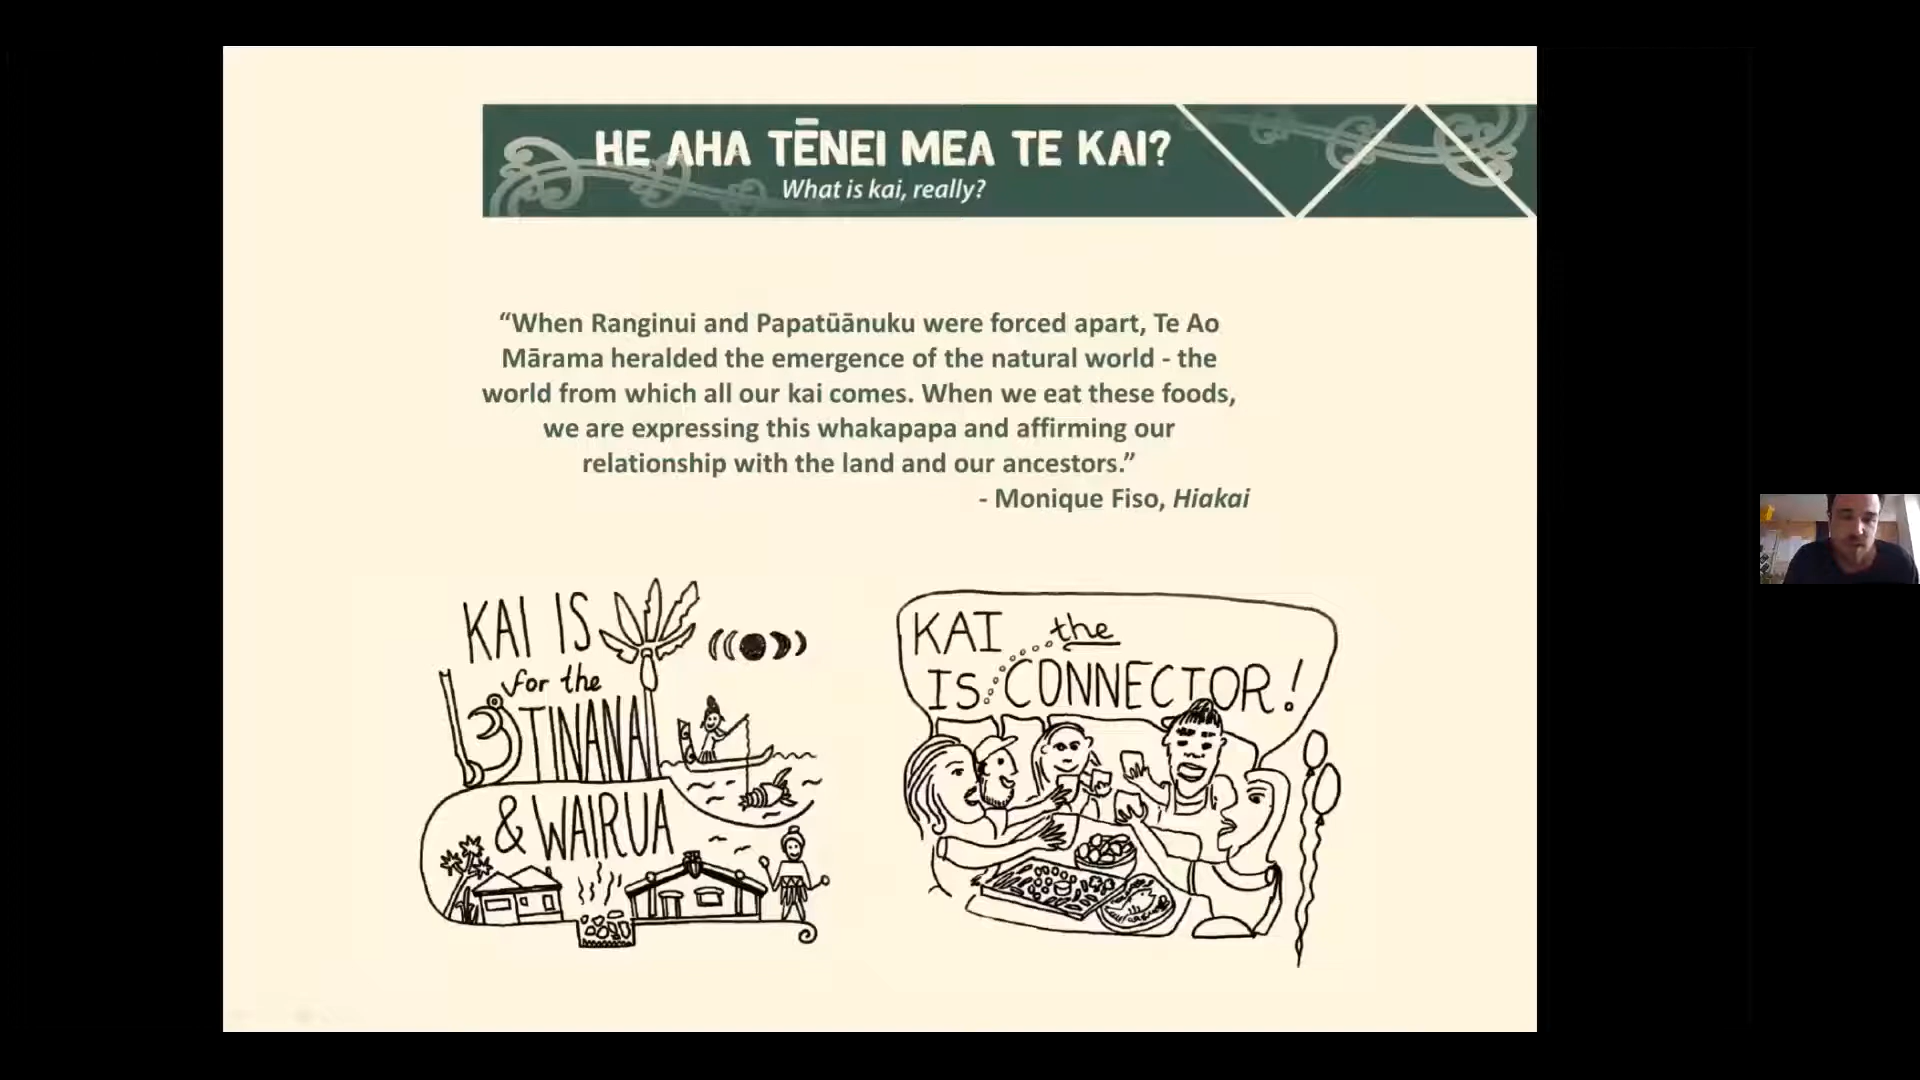 HE AHA TĒNEI MEA TE KAI?
What is kai, really?
“When Ranginui and Papatūānuku were forced apart, Te Ao
Mārama heralded the emergence of the natural world - the
world from which all our kai comes. When we eat these foods,
we are expressing this whakapapa and affirming our
relationship with the land and our ancestors.”
- Monique Fiso, Hiakai
KAI IS
for the
TINANA
& WAIRUA
KAI the
IS CONNECTOR!